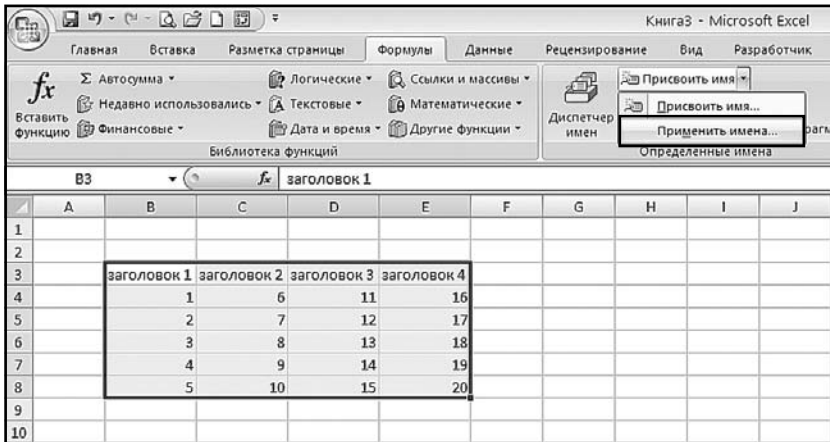 Книга3 - Microsoft Excel
Главная Вставка Разметка страницы Формулы Данные Рецензирование Вид Разработчик
fx Вставить функцию
Σ Автосумма
Недавно использовались
Финансовые
Логические
Текстовые
Дата и время
Ссылки и массивы
Математические
Другие функции
Библиотека функций
Диспетчер имен
Присвоить имя
Присвоить имя...
Применить имена...
Определенные имена
B3 fx заголовок 1
A B C D E F G H I J
1
2
3 заголовок 1 заголовок 2 заголовок 3 заголовок 4
4 1 6 11 16
5 2 7 12 17
6 3 8 13 18
7 4 9 14 19
8 5 10 15 20
9
10